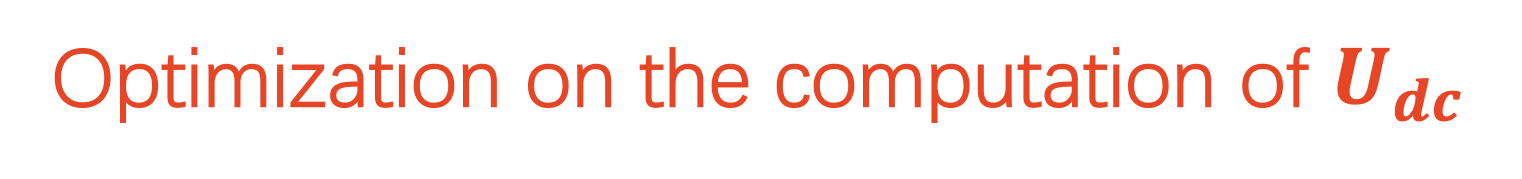 Optimization on the computation of U_dc